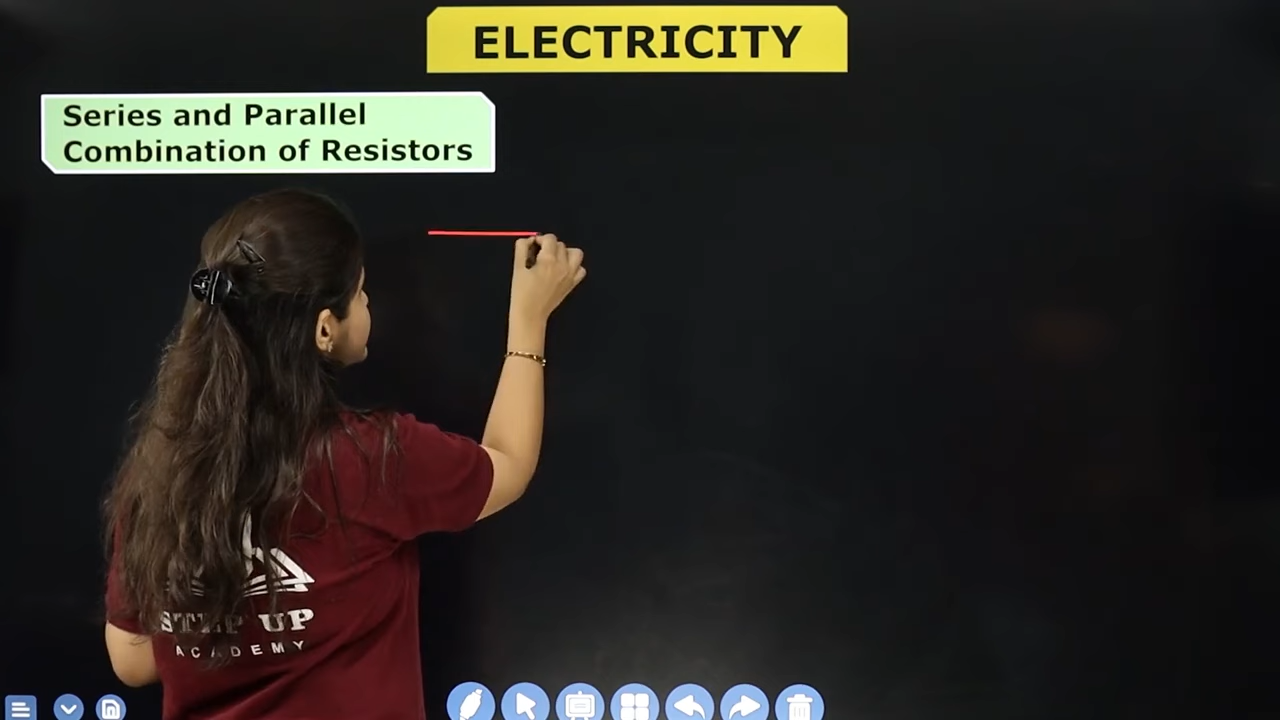 ELECTRICITY
Series and Parallel
Combination of Resistors
STEP UP
ACADEMY